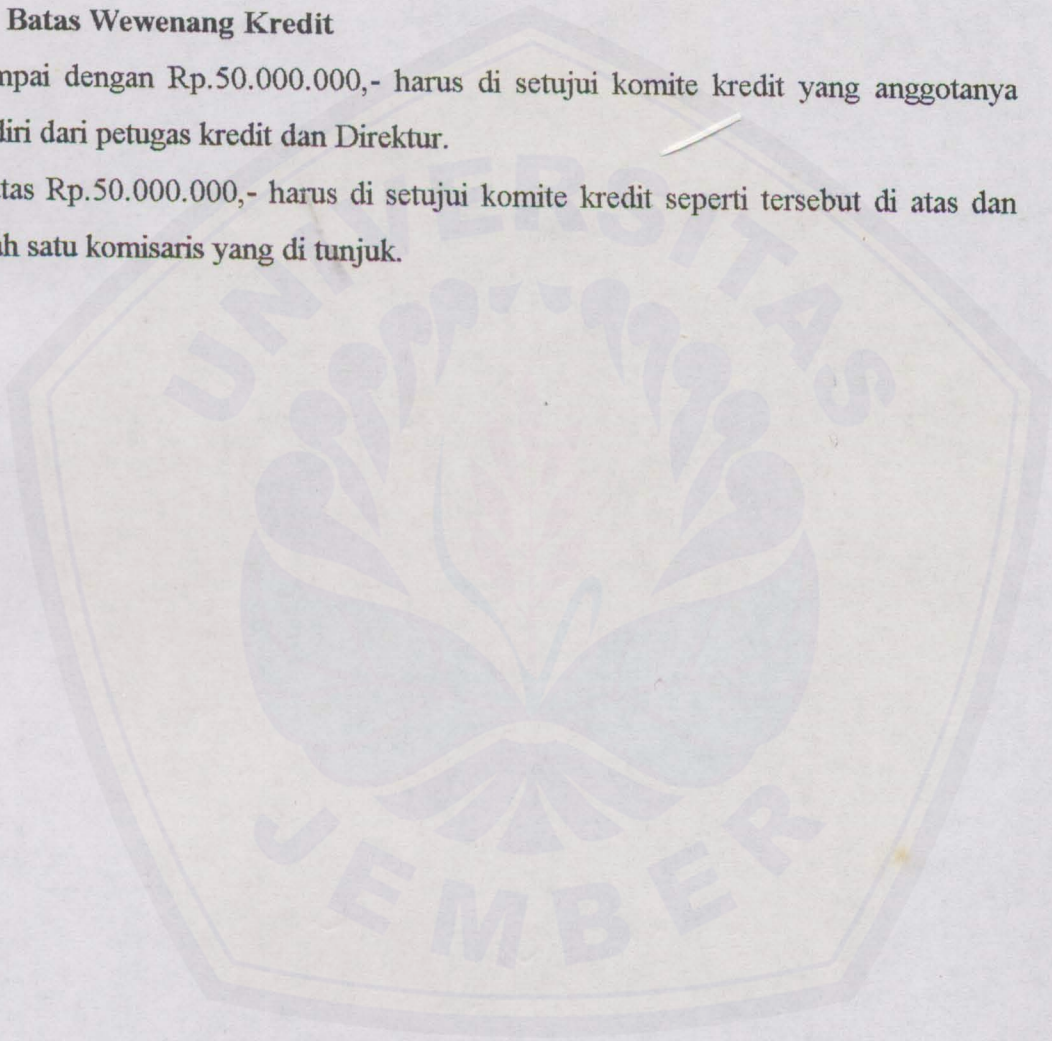 Batas Wewenang Kredit
mpai dengan Rp.50.000.000,- harus di setujui komite kredit yang anggotanya
diri dari petugas kredit dan Direktur.
tas Rp.50.000.000,- harus di setujui komite kredit seperti tersebut di atas dan
ah satu komisaris yang di tunjuk.
UNIVERSITAS
JEMBER